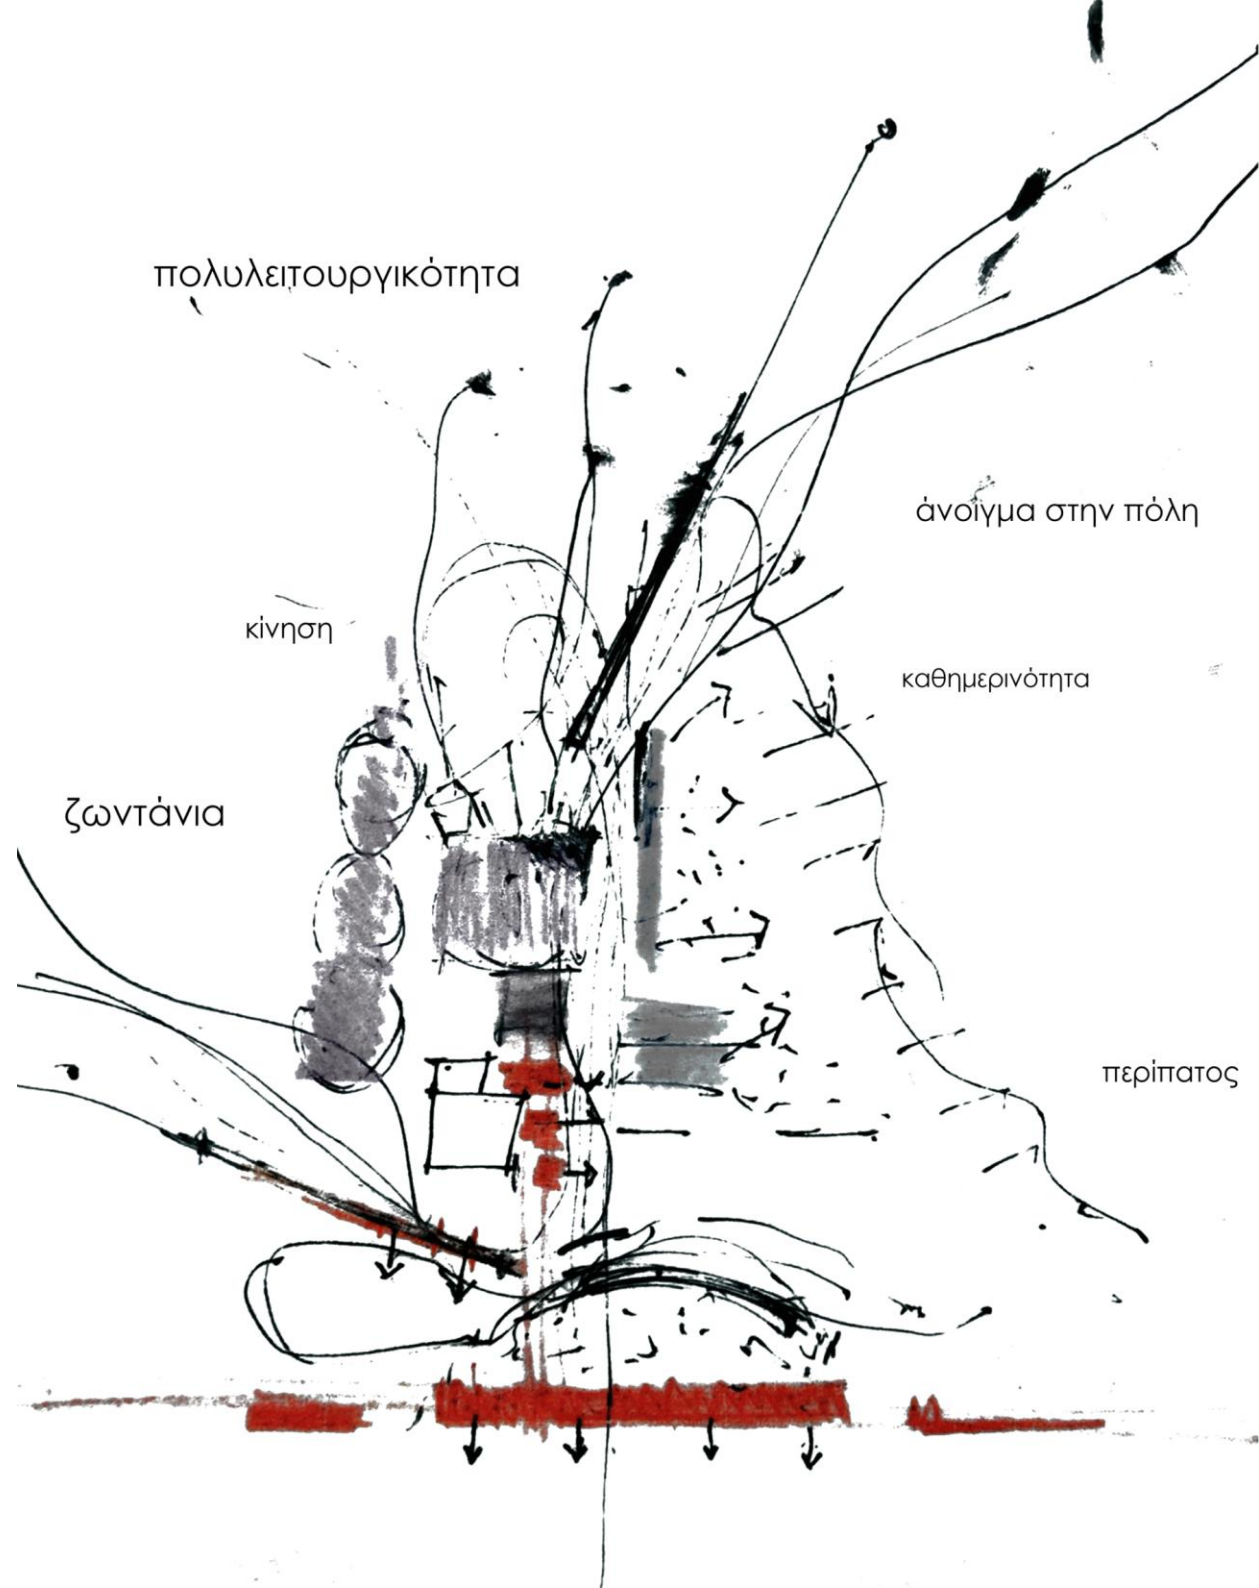 πολυλειτουργικότητα
άνοιγμα στην πόλη
κίνηση
καθημερινότητα
ζωντάνια
περίπατος